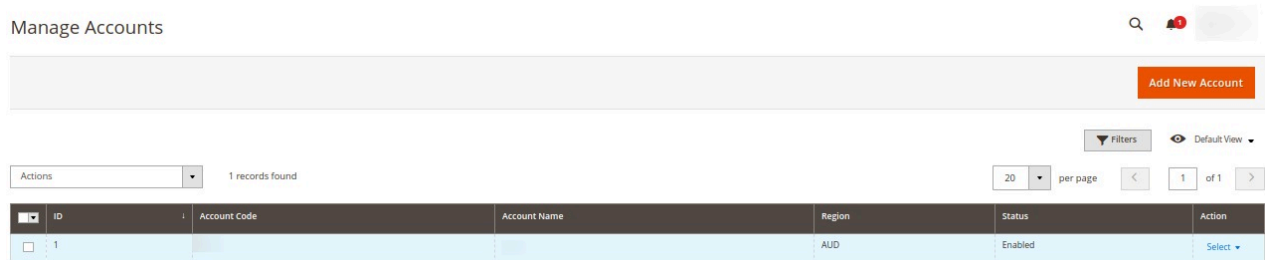 Manage Accounts
1
Add New Account
Filters
Default View
Actions
1 records found
20
per page
1
of 1
ID
Account Code
Account Name
Region
Status
Action
1
AUD
Enabled
Select